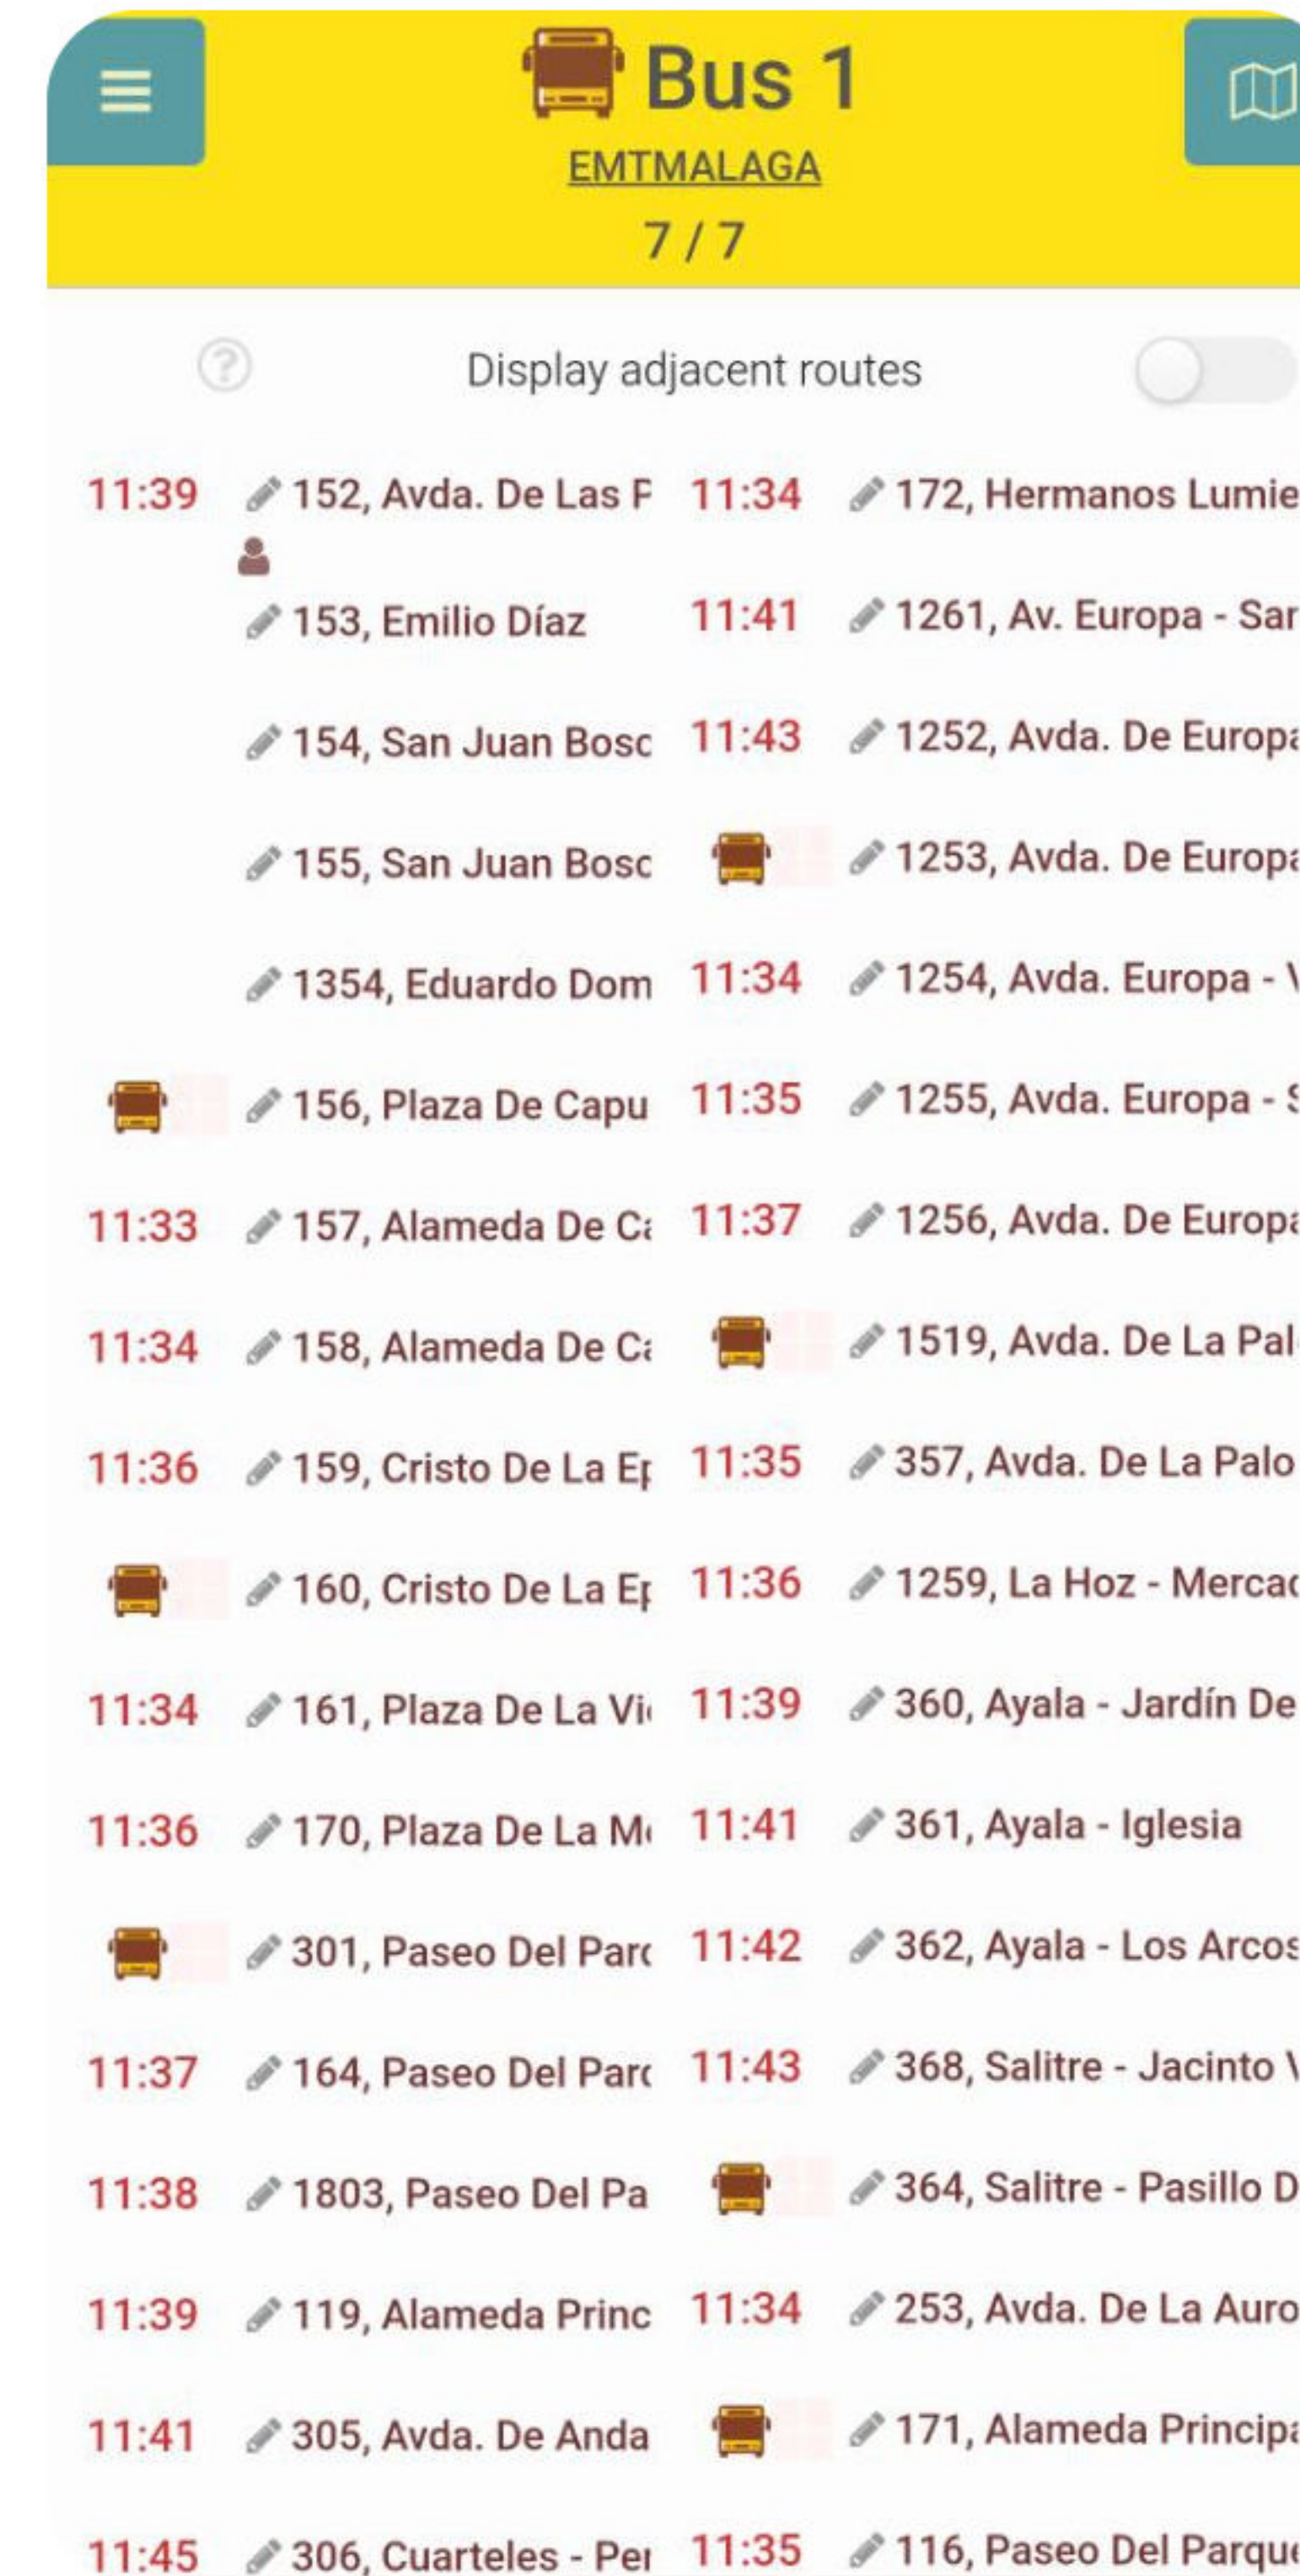 Bus 1
EMTMALAGA
7 / 7
Display adjacent routes
11:39 152, Avda. De Las P
153, Emilio Díaz
154, San Juan Bosc
155, San Juan Bosc
1354, Eduardo Dom
156, Plaza De Capu
11:33 157, Alameda De Ca
11:34 158, Alameda De Ca
11:36 159, Cristo De La Ep
160, Cristo De La Ep
11:34 161, Plaza De La Vi
11:36 170, Plaza De La M
301, Paseo Del Parc
11:37 164, Paseo Del Parc
11:38 1803, Paseo Del Pa
11:39 119, Alameda Princ
11:41 305, Avda. De Anda
11:45 306, Cuarteles - Per
11:34 172, Hermanos Lumie
11:41 1261, Av. Europa - Sar
11:43 1252, Avda. De Europa
1253, Avda. De Europa
11:34 1254, Avda. Europa - V
11:35 1255, Avda. Europa - S
11:37 1256, Avda. De Europa
1519, Avda. De La Pal
11:35 357, Avda. De La Palo
11:36 1259, La Hoz - Mercad
11:39 360, Ayala - Jardín De
11:41 361, Ayala - Iglesia
11:42 362, Ayala - Los Arcos
11:43 368, Salitre - Jacinto V
364, Salitre - Pasillo D
11:34 253, Avda. De La Auro
171, Alameda Principa
11:35 116, Paseo Del Parque